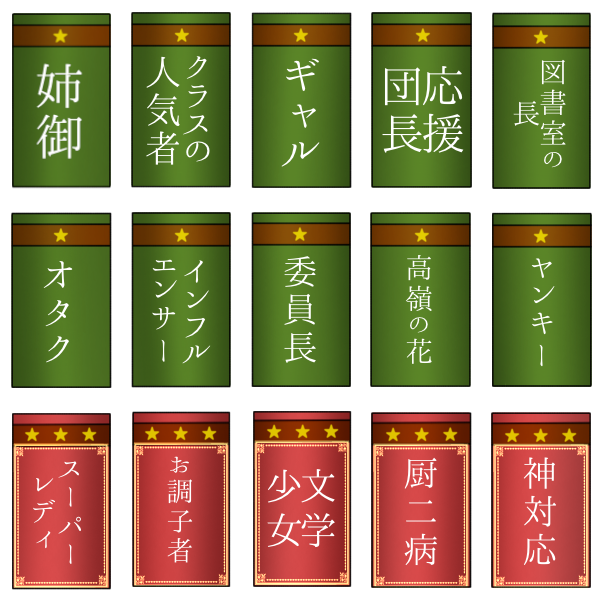 姉御
クラスの
人気者
ギャル
応援
団長
図書室の
長
オタク
インフル
エンサー
委員長
高嶺の花
ヤンキー
スーパー
レディ
お調子者
文学
少女
厨二病
神対応